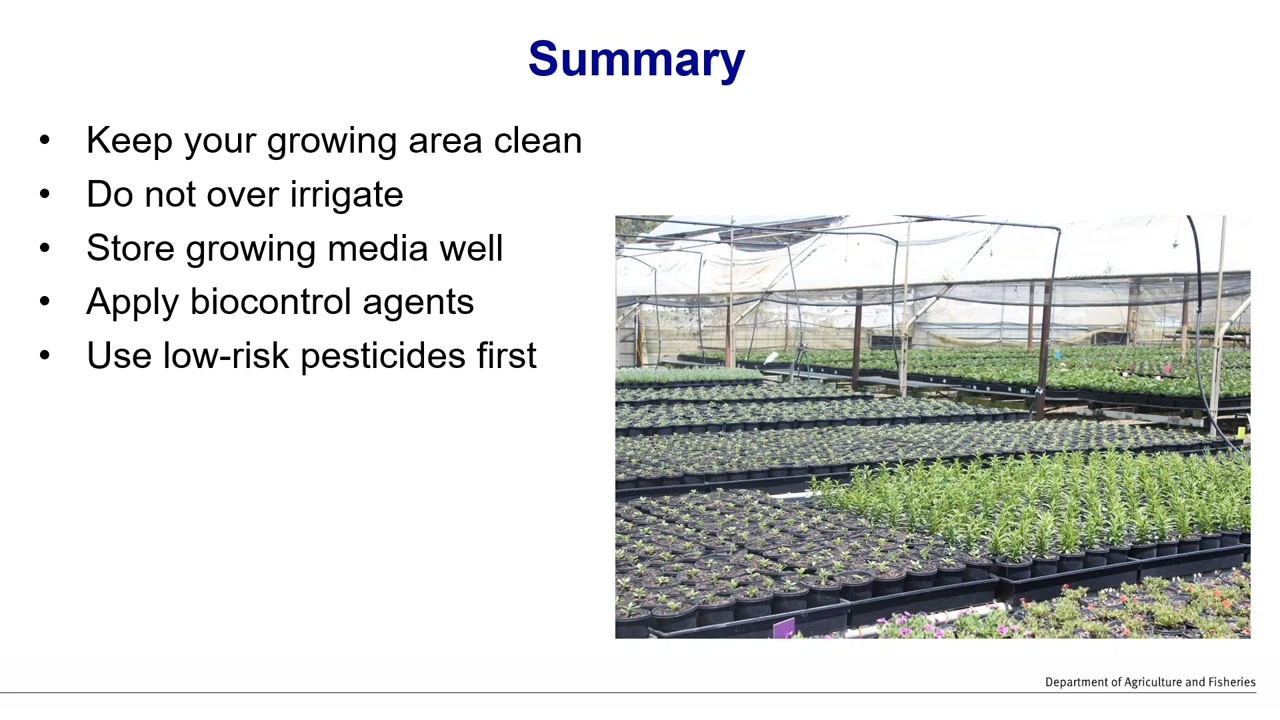 Summary
• Keep your growing area clean
• Do not over irrigate
• Store growing media well
• Apply biocontrol agents
• Use low-risk pesticides first
Department of Agriculture and Fisheries